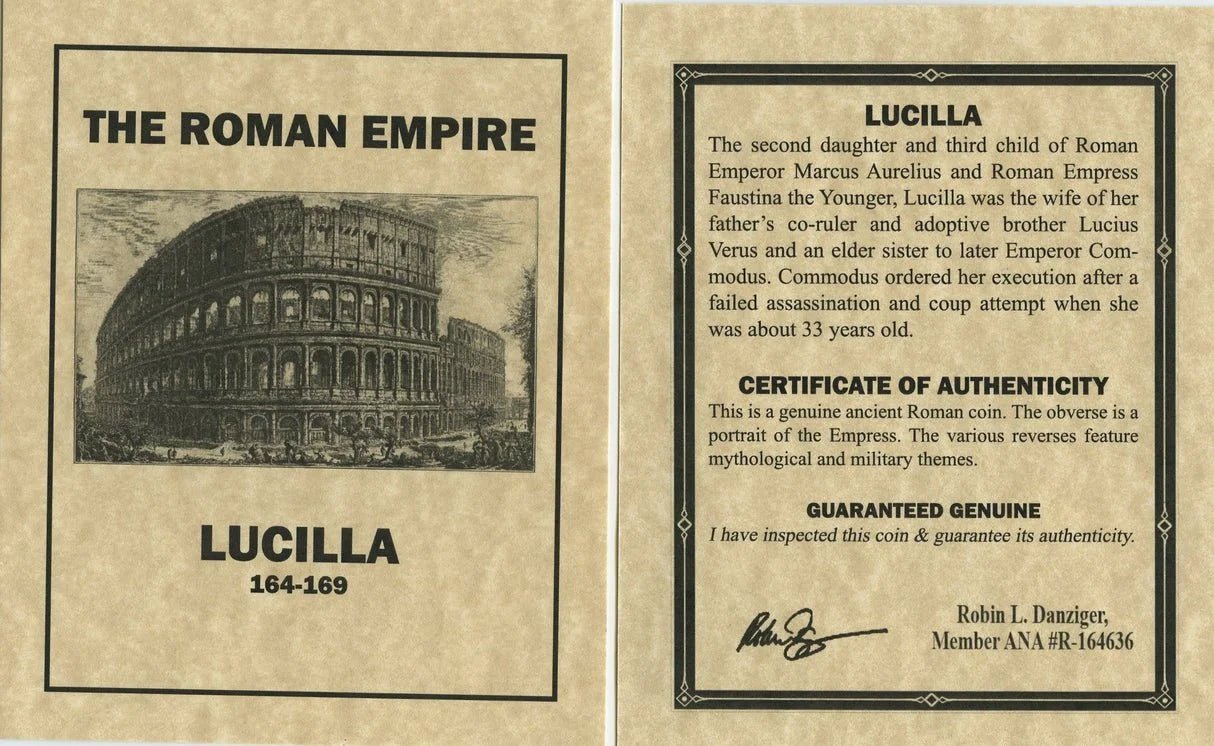 THE ROMAN EMPIRE
LUCILLA
164-169
LUCILLA
The second daughter and third child of Roman
Emperor Marcus Aurelius and Roman Empress
Faustina the Younger, Lucilla was the wife of her
father's co-ruler and adoptive brother Lucius
Verus and an elder sister to later Emperor Com-
modus. Commodus ordered her execution after a
failed assassination and coup attempt when she
was about 33 years old.
CERTIFICATE OF AUTHENTICITY
This is a genuine ancient Roman coin. The obverse is a
portrait of the Empress. The various reverses feature
mythological and military themes.
GUARANTEED GENUINE
I have inspected this coin & guarantee its authenticity.
Robin L. Danziger,
Member ANA #R-164636